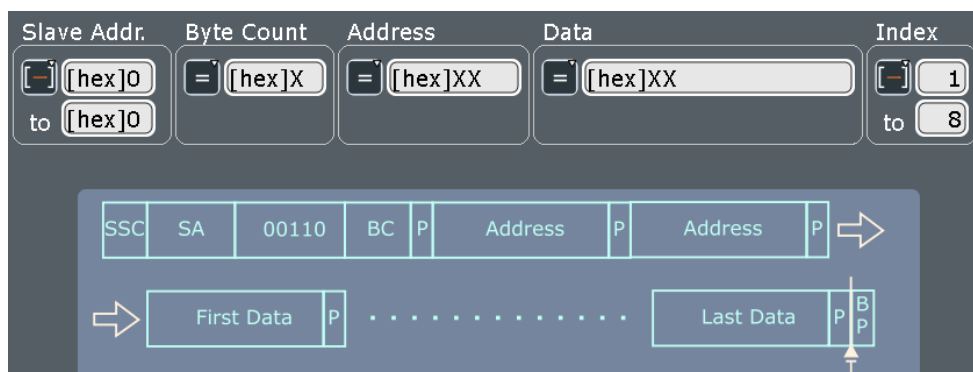 Slave Addr. Byte Count Address Data Index
[-] [hex]0 = [hex]X = [hex]XX = [hex]XX [-] 1
to [hex]0 to 8
SSC SA 00110 BC P Address P Address P
First Data P . . . . . . . . . . . . . Last Data P BP
T